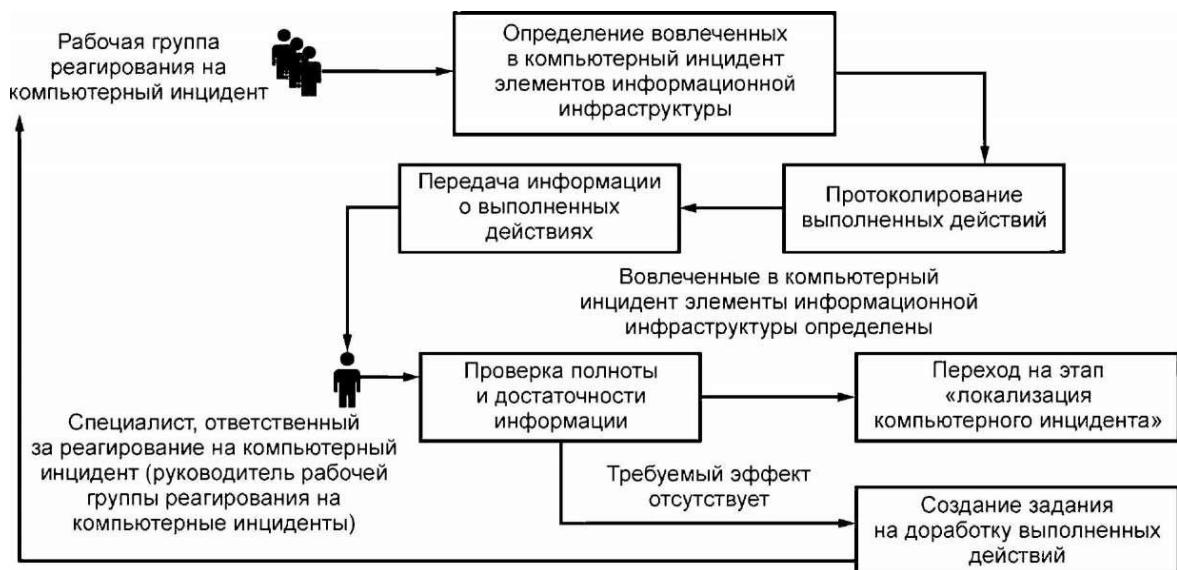 Рабочая группа
реагирования на
компьютерный инцидент
Определение вовлеченных
в компьютерный инцидент
элементов информационной
инфраструктуры
Передача информации
о выполненных
действиях
Протоколирование
выполненных действий
Вовлеченные в компьютерный
инцидент элементы информационной
инфраструктуры определены
Проверка полноты
и достаточности
информации
Переход на этап
«локализация
компьютерного инцидента»
Специалист, ответственный
за реагирование на компьютерный
инцидент (руководитель рабочей
группы реагирования на
компьютерные инциденты)
Требуемый эффект
отсутствует
Создание задания
на доработку выполненных
действий